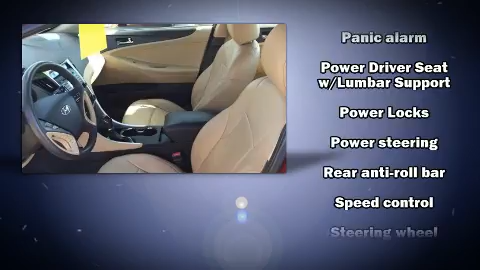 Panic alarm
Power Driver Seat
w/Lumbar Support
Power Locks
Power steering
Rear anti-roll bar
Speed control
Steering wheel